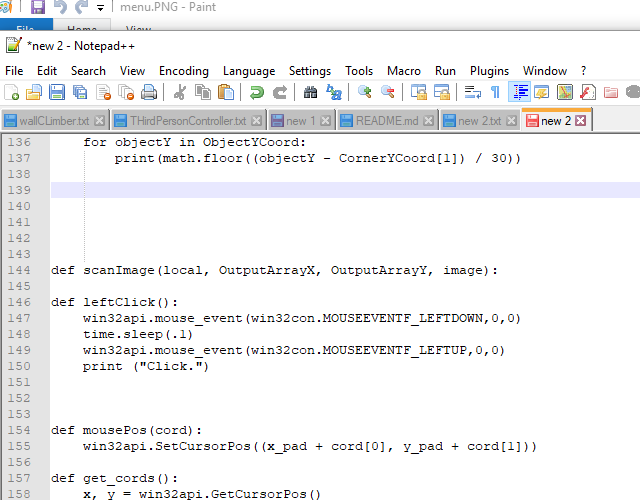 menu.PNG - Paint
File Home View
*new 2 - Notepad++
File Edit Search View Encoding Language Settings Tools Macro Run Plugins Window ?
wallCLimber.txt THirdPersonController.txt new 1 README.md new 2.txt new 2
136 for objectY in ObjectYCoord:
137 print(math.floor((objectY - CornerYCoord[1]) / 30))
138
139
140
141
142
143
144 def scanImage(local, OutputArrayX, OutputArrayY, image):
145
146 def leftClick():
147 win32api.mouse_event(win32con.MOUSEEVENTF_LEFTDOWN,0,0)
148 time.sleep(.1)
149 win32api.mouse_event(win32con.MOUSEEVENTF_LEFTUP,0,0)
150 print ("Click.")
151
152
153
154 def mousePos(cord):
155 win32api.SetCursorPos((x_pad + cord[0], y_pad + cord[1]))
156
157 def get_cords():
158 x, y = win32api.GetCursorPos()